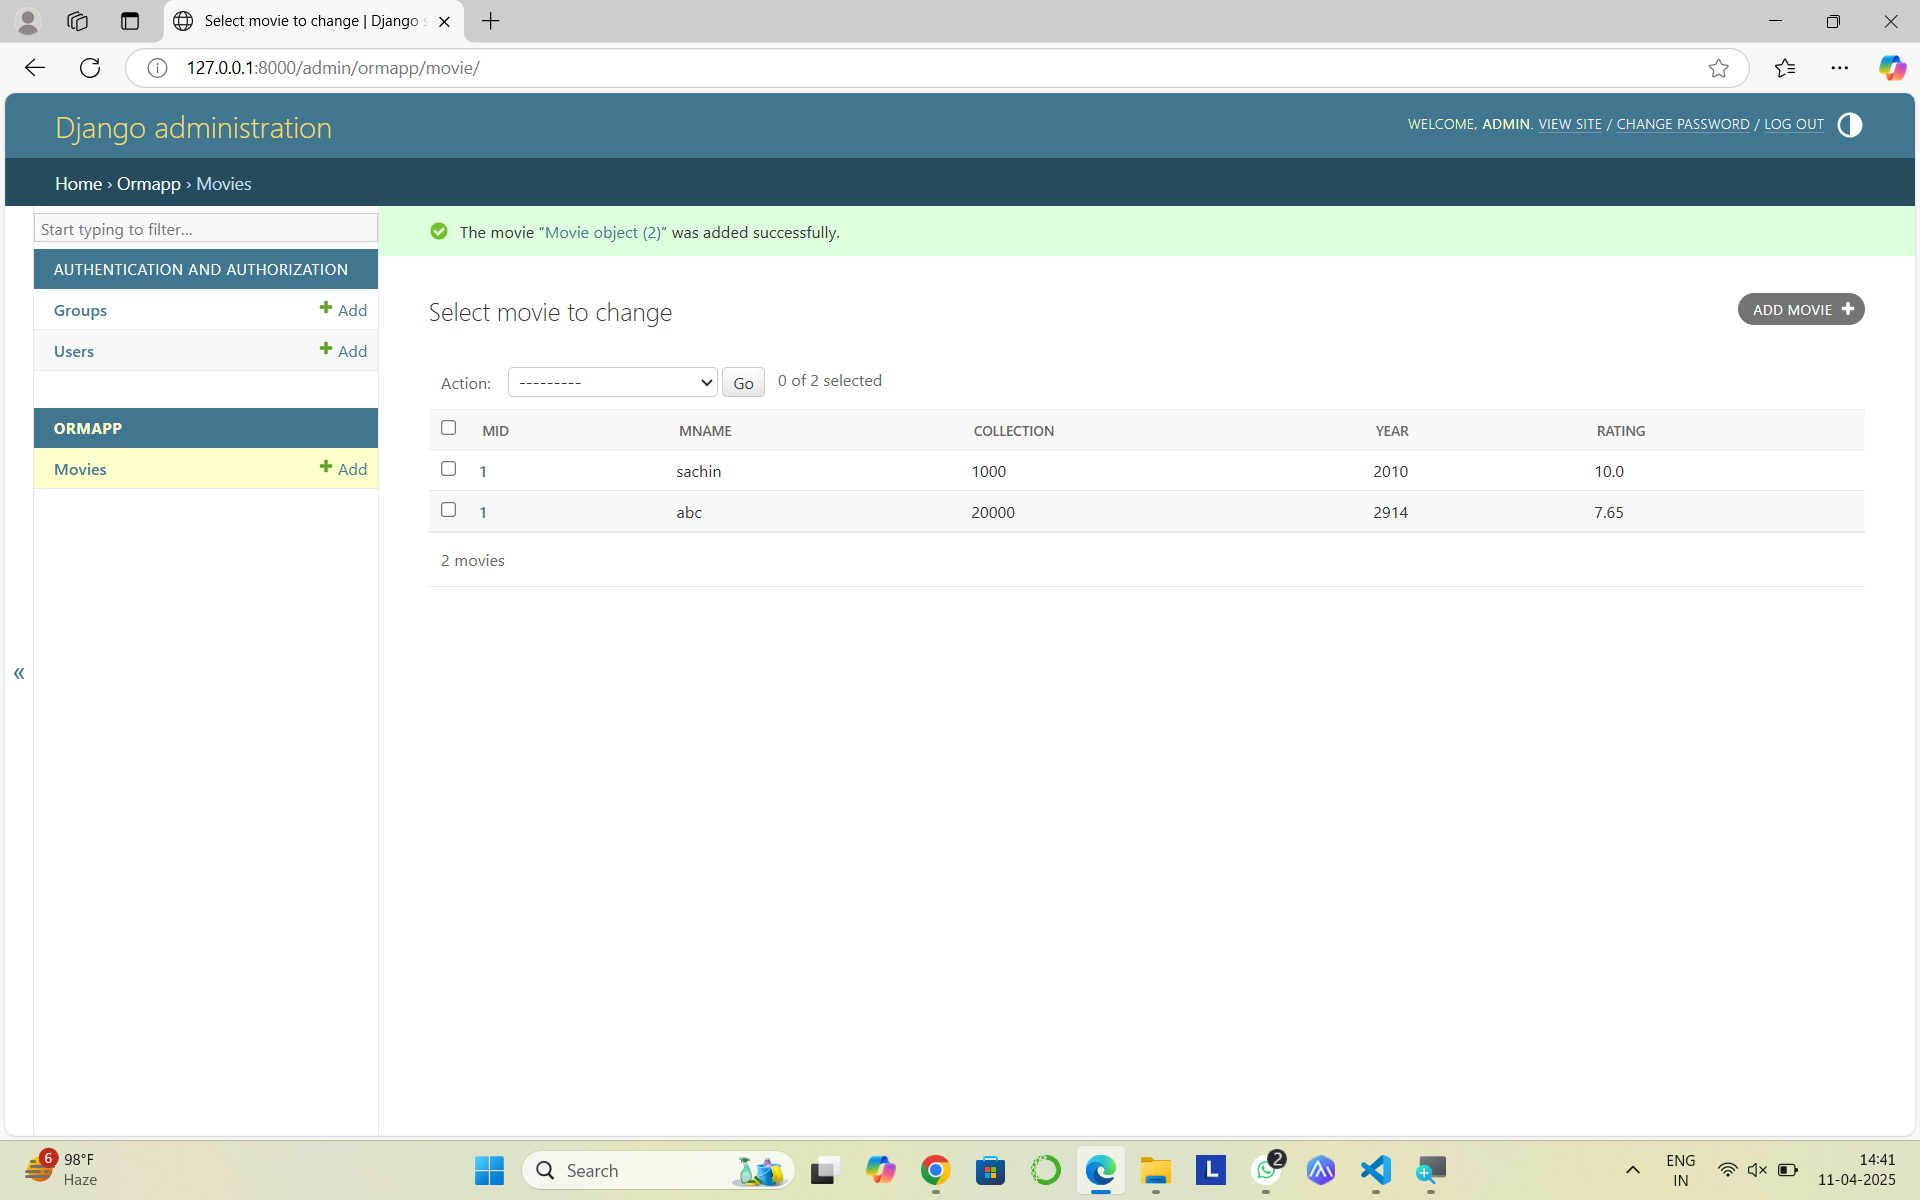 Select movie to change | Django s
127.0.0.1:8000/admin/ormapp/movie/
Django administration
WELCOME, ADMIN. VIEW SITE / CHANGE PASSWORD / LOG OUT
Home › Ormapp › Movies
Start typing to filter...
The movie “Movie object (2)” was added successfully.
AUTHENTICATION AND AUTHORIZATION
Groups Add
Users Add
ORMAPP
Movies Add
Select movie to change
ADD MOVIE
Action: --------- Go 0 of 2 selected
MID MNAME COLLECTION YEAR RATING
1 sachin 1000 2010 10.0
1 abc 20000 2914 7.65
2 movies
«
6 98°F
Haze
Search
L
2
ENG
IN
14:41
11-04-2025